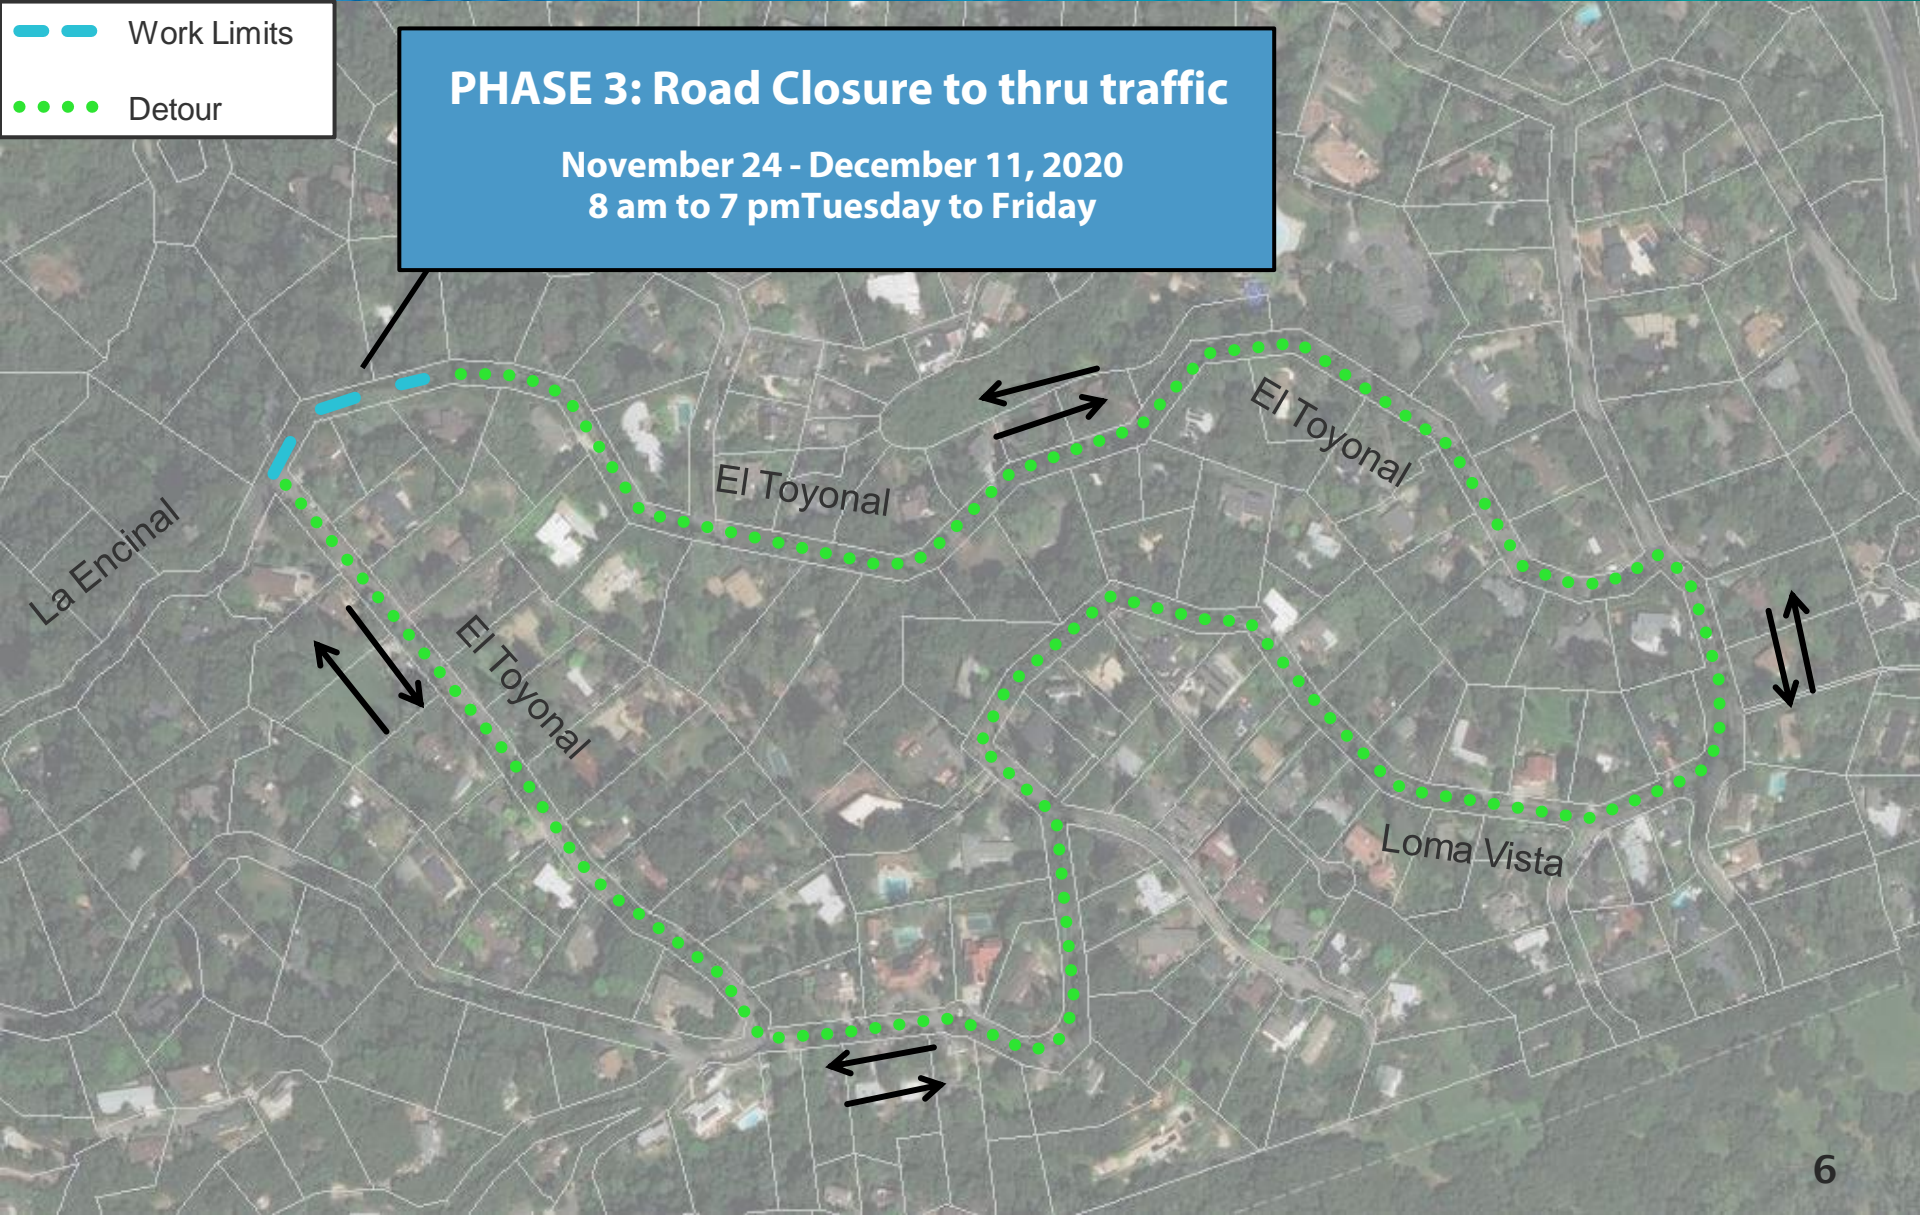 Work Limits
Detour
PHASE 3: Road Closure to thru traffic
November 24 - December 11, 2020
8 am to 7 pmTuesday to Friday
El Toyonal
El Toyonal
La Encinal
El Toyonal
Loma Vista
6